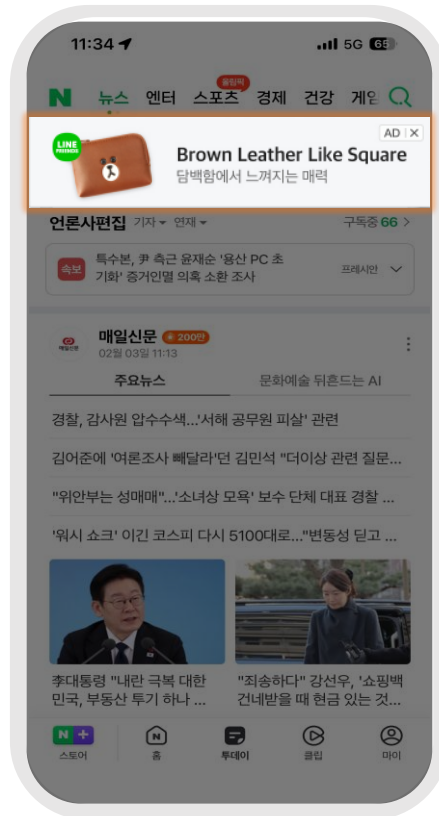 11:34
5G 65
N 뉴스 엔터 스포츠 경제 건강 게임
올림픽
LINE FRIENDS
AD X
Brown Leather Like Square
담백함에서 느껴지는 매력
언론사편집 기자 연재 구독중 66
속보 특수본, 尹 측근 윤재순 '용산 PC 초
기화' 증거인멸 의혹 소환 조사
프레시안
매일신문 200만
02월 03일 11:13
주요뉴스 문화예술 뒤흔드는 AI
경찰, 감사원 압수수색...'서해 공무원 피살' 관련
김어준에 '여론조사 빼달라'던 김민석 "더이상 관련 질문...
"위안부는 성매매"...'소녀상 모욕' 보수 단체 대표 경찰 ...
'워시 쇼크' 이긴 코스피 다시 5100대로..."변동성 딛고 ...
李대통령 "내란 극복 대한
민국, 부동산 투기 하나 ...
"죄송하다" 강선우, '쇼핑백
건네받을 때 현금 있는 것...
N +
스토어 홈 투데이 클립 마이